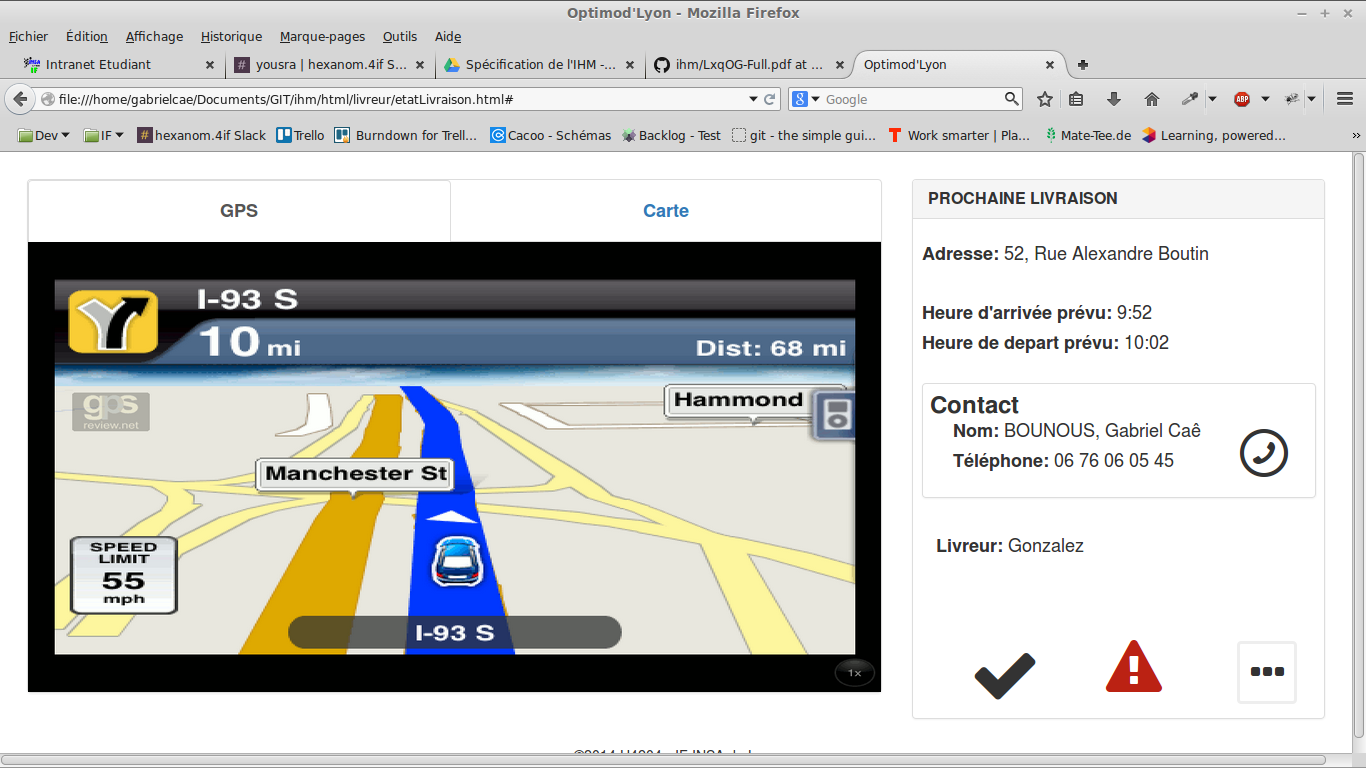 Optimod'Lyon - Mozilla Firefox
Fichier Édition Affichage Historique Marque-pages Outils Aide
Intranet Etudiant
yousra | hexanom.4if S...
Spécification de l'IHM -...
ihm/LxqOG-Full.pdf at ...
Optimod'Lyon
file:///home/gabrielcae/Documents/GIT/ihm/html/livreur/etatLivraison.html#
Google
ABP
Dev IF hexanom.4if Slack Trello Burndown for Trell... Cacoo - Schémas Backlog - Test git - the simple gui... Work smarter | Pla... Mate-Tee.de Learning, powered... »
GPS
Carte
I-93 S
10 mi
Dist: 68 mi
gps
review.net
Hammond
Manchester St
SPEED
LIMIT
55
mph
I-93 S
1x
PROCHAINE LIVRAISON
Adresse: 52, Rue Alexandre Boutin
Heure d'arrivée prévu: 9:52
Heure de depart prévu: 10:02
Contact
Nom: BOUNOUS, Gabriel Caê
Téléphone: 06 76 06 05 45
Livreur: Gonzalez